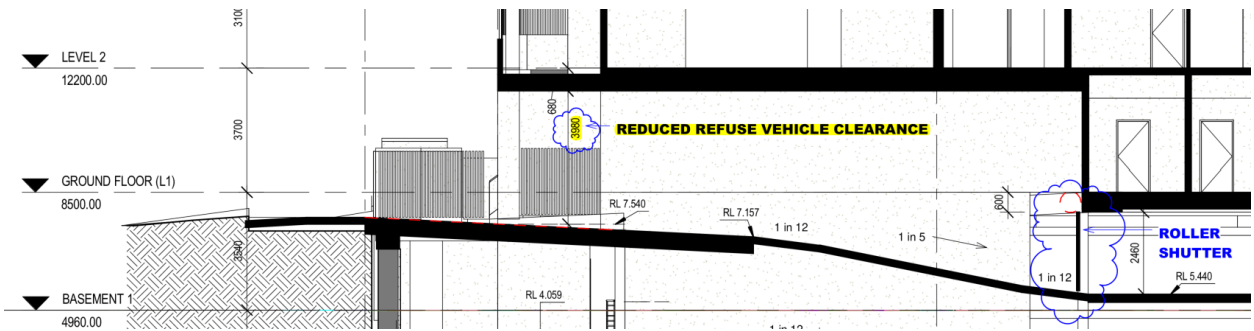 3100
LEVEL 2
12200.00
680
3700
3980
REDUCED REFUSE VEHICLE CLEARANCE
GROUND FLOOR (L1)
8500.00
600
RL 7.540
RL 7.157
1 in 12
1 in 5
ROLLER
SHUTTER
3540
2460
1 in 12
RL 5.440
BASEMENT 1
4960.00
RL 4.059
1 in 12